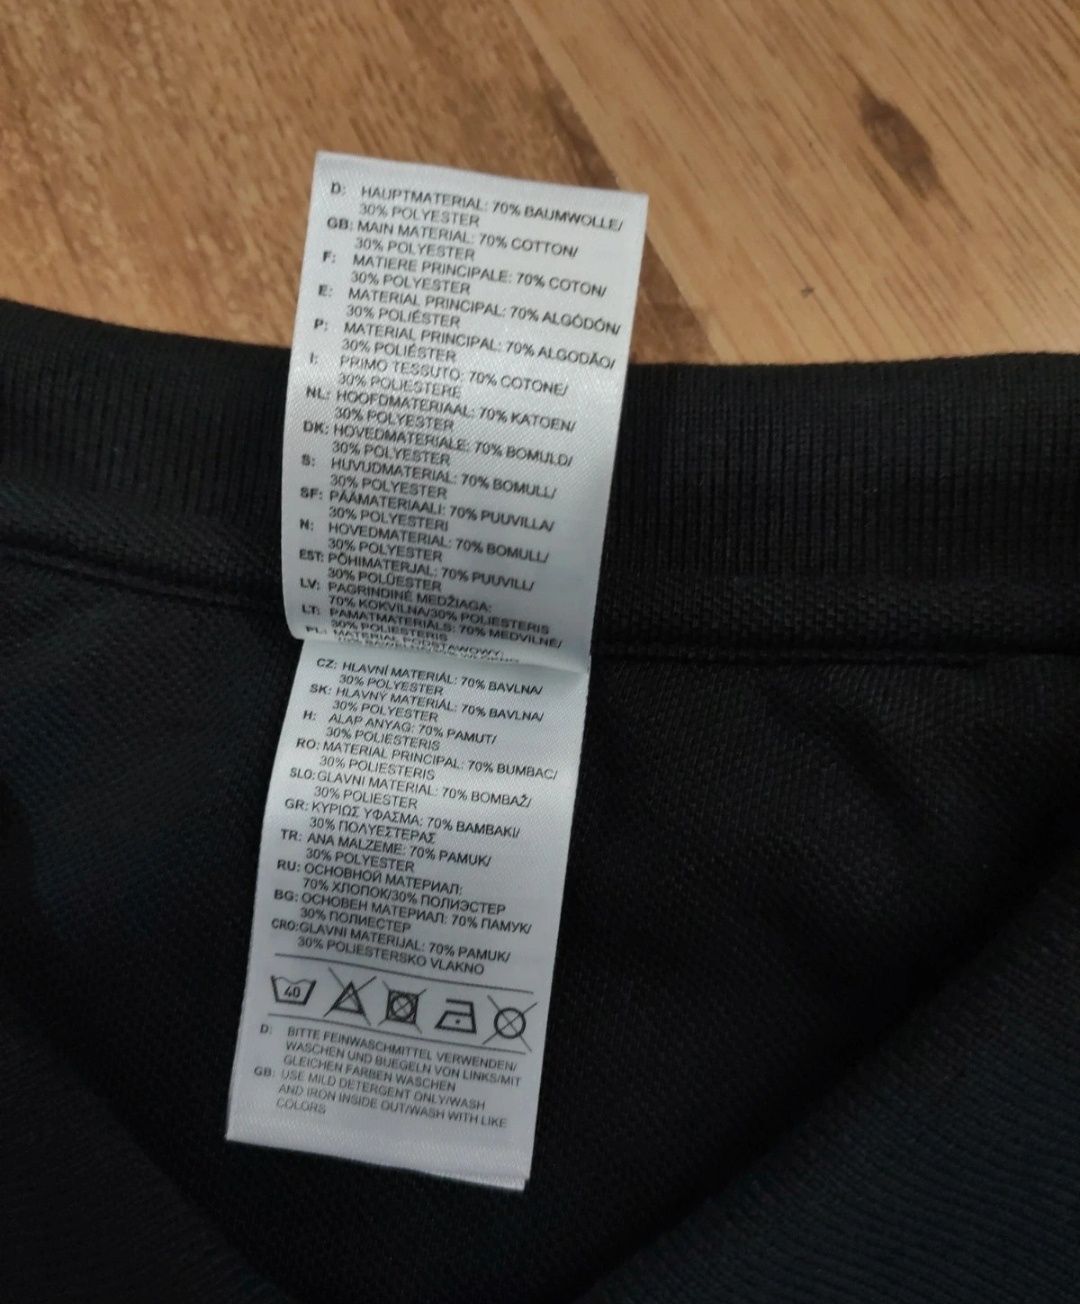 D: HAUPTMATERIAL: 70% BAUMWOLLE/
30% POLYESTER
GB: MAIN MATERIAL: 70% COTTON/
30% POLYESTER
F: MATIERE PRINCIPALE: 70% COTON/
30% POLYESTER
E: MATERIAL PRINCIPAL: 70% ALGÓDÓN/
30% POLIÉSTER
P: MATERIAL PRINCIPAL: 70% ALGODÃO/
30% POLIÉSTER
I: PRIMO TESSUTO: 70% COTONE/
30% POLIESTERE
NL: HOOFDMATERIAAL: 70% KATOEN/
30% POLYESTER
DK: HOVEDMATERIALE: 70% BOMULD/
30% POLYESTER
S: HUVUDMATERIAL: 70% BOMULL/
30% POLYESTER
SF: PÄÄMATERIAALI: 70% PUUVILLA/
30% POLYESTERI
N: HOVEDMATERIAL: 70% BOMULL/
30% POLYESTER
EST: PÕHIMATERJAL: 70% PUUVILL/
30% POLÜESTER
LV: PAGRINDINĖ MEDŽIAGA:
70% KOKVILNA/30% POLIESTERIS
LT: PAMATMATERIĀLS: 70% MEDVILNĖ/
30% POLIESTERIS
PL: MATERIAŁ PODSTAWOWY:
CZ: HLAVNÍ MATERIÁL: 70% BAVLNA/
30% POLYESTER
SK: HLAVNÝ MATERIÁL: 70% BAVLNA/
30% POLYESTER
H: ALAP ANYAG: 70% PAMUT/
30% POLIESTERIS
RO: MATERIAL PRINCIPAL: 70% BUMBAC/
30% POLIESTERIS
SLO: GLAVNI MATERIAL: 70% BOMBAŽ/
30% POLIESTER
GR: ΚΥΡΙΩΣ ΥΦΑΣΜΑ: 70% ΒΑΜΒΑΚΙ/
30% ΠΟΛΥΕΣΤΕΡΑΣ
TR: ANA MALZEME: 70% PAMUK/
30% POLYESTER
RU: ОСНОВНОЙ МАТЕРИАЛ:
70% ХЛОПОК/30% ПОЛИЭСТЕР
BG: ОСНОВЕН МАТЕРИАЛ: 70% ПАМУК/
30% ПОЛИЕСТЕР
CRO: GLAVNI MATERIJAL: 70% PAMUK/
30% POLIESTERSKO VLAKNO
40
D: BITTE FEINWASCHMITTEL VERWENDEN/
WASCHEN UND BUEGELN VON LINKS/MIT
GLEICHEN FARBEN WASCHEN
GB: USE MILD DETERGENT ONLY/WASH
AND IRON INSIDE OUT/WASH WITH LIKE
COLORS